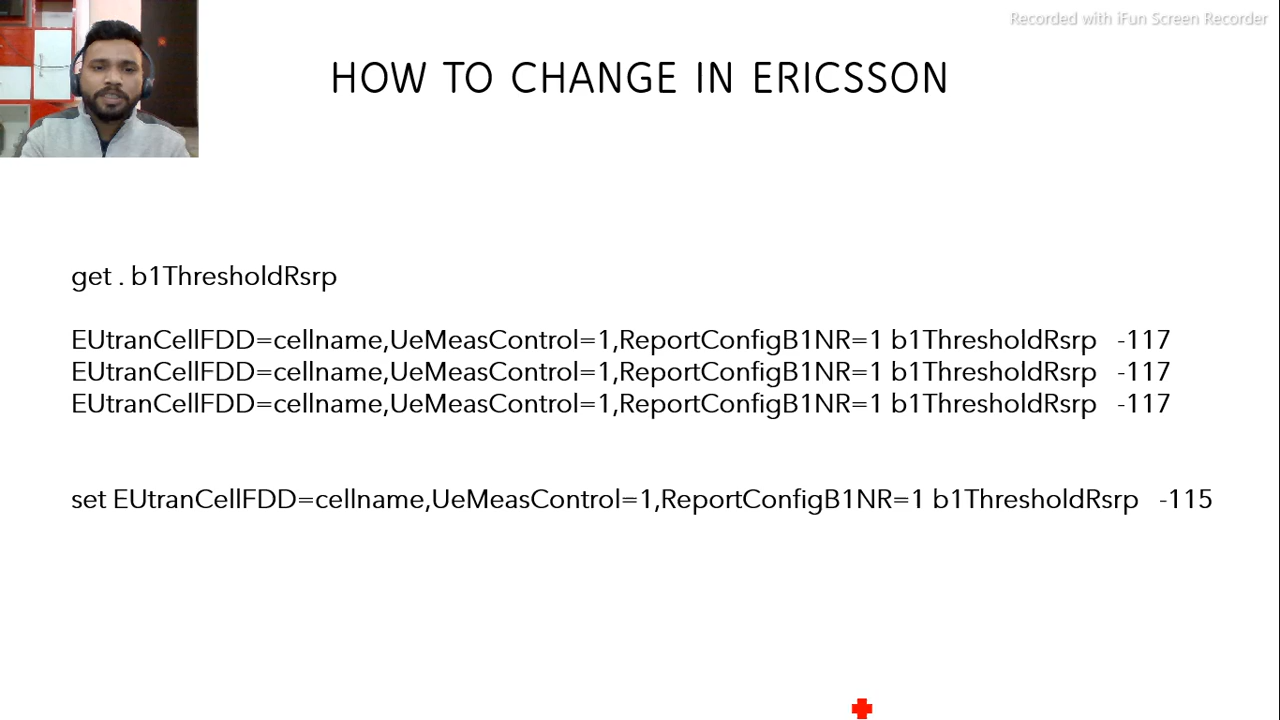 Recorded with iFun Screen Recorder
HOW TO CHANGE IN ERICSSON
get . b1ThresholdRsrp
EUtranCellFDD=cellname,UeMeasControl=1,ReportConfigB1NR=1 b1ThresholdRsrp -117
EUtranCellFDD=cellname,UeMeasControl=1,ReportConfigB1NR=1 b1ThresholdRsrp -117
EUtranCellFDD=cellname,UeMeasControl=1,ReportConfigB1NR=1 b1ThresholdRsrp -117
set EUtranCellFDD=cellname,UeMeasControl=1,ReportConfigB1NR=1 b1ThresholdRsrp -115